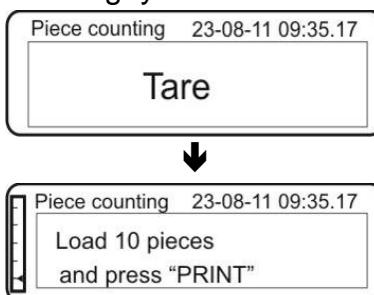 Piece counting 23-08-11 09:35.17
Tare
Piece counting 23-08-11 09:35.17
Load 10 pieces
and press “PRINT”